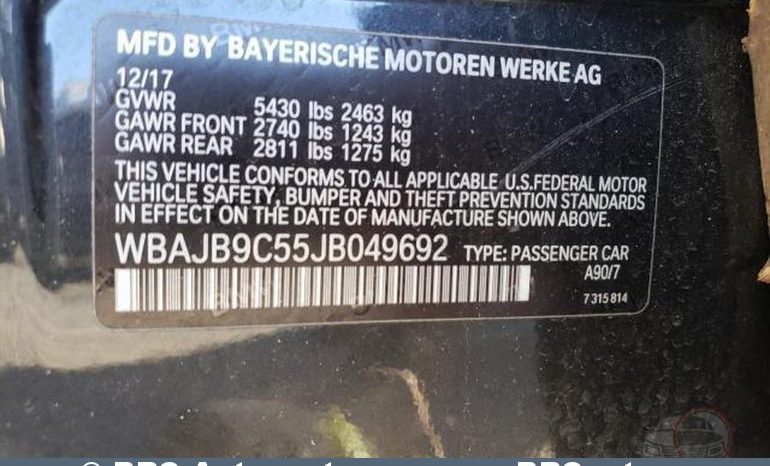 MFD BY BAYERISCHE MOTOREN WERKE AG
12/17
GVWR 5430 lbs 2463 kg
GAWR FRONT 2740 lbs 1243 kg
GAWR REAR 2811 lbs 1275 kg
THIS VEHICLE CONFORMS TO ALL APPLICABLE U.S.FEDERAL MOTOR
VEHICLE SAFETY, BUMPER AND THEFT PREVENTION STANDARDS
IN EFFECT ON THE DATE OF MANUFACTURE SHOWN ABOVE.
WBAJB9C55JB049692 TYPE: PASSENGER CAR
A90/7
7 315 814